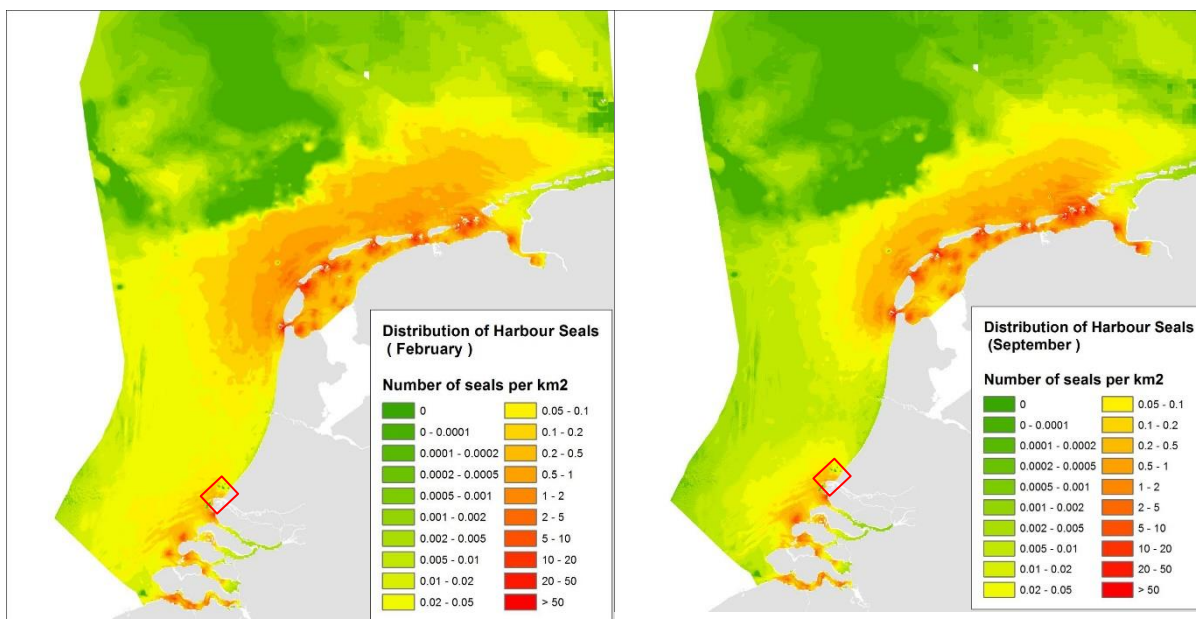 Distribution of Harbour Seals
( February )
Number of seals per km2
0
0 - 0.0001
0.0001 - 0.0002
0.0002 - 0.0005
0.0005 - 0.001
0.001 - 0.002
0.002 - 0.005
0.005 - 0.01
0.01 - 0.02
0.02 - 0.05
0.05 - 0.1
0.1 - 0.2
0.2 - 0.5
0.5 - 1
1 - 2
2 - 5
5 - 10
10 - 20
20 - 50
> 50
Distribution of Harbour Seals
(September )
Number of seals per km2
0
0 - 0.0001
0.0001 - 0.0002
0.0002 - 0.0005
0.0005 - 0.001
0.001 - 0.002
0.002 - 0.005
0.005 - 0.01
0.01 - 0.02
0.02 - 0.05
0.05 - 0.1
0.1 - 0.2
0.2 - 0.5
0.5 - 1
1 - 2
2 - 5
5 - 10
10 - 20
20 - 50
> 50